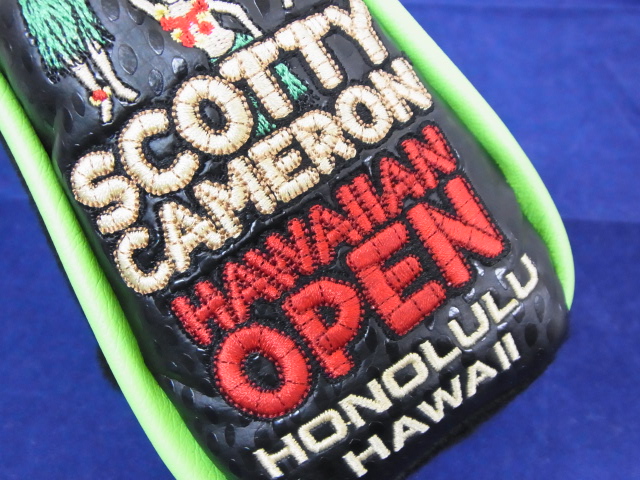 SCOTTY
CAMERON
HAWAIIAN
OPEN
HONOLULU
HAWAII